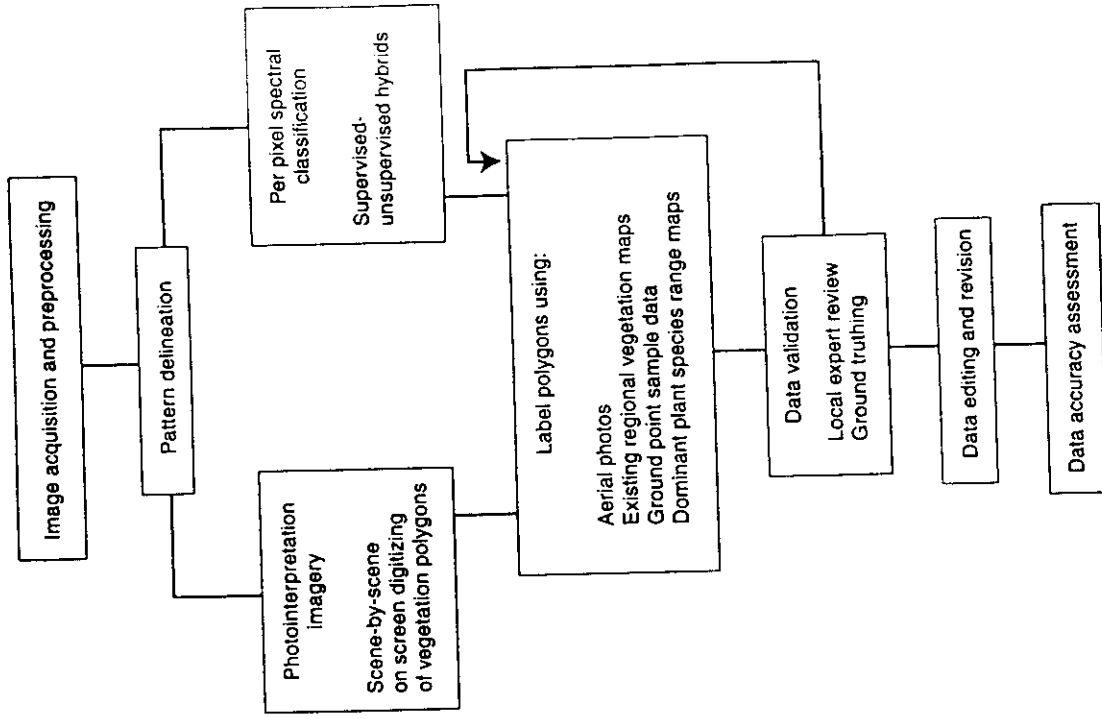 Image acquisition and preprocessing
Pattern delineation
Photointerpretation
imagery
Scene-by-scene
on screen digitizing
of vegetation polygons
Per pixel spectral
classification
Supervised-
unsupervised hybrids
Label polygons using:
Aerial photos
Existing regional vegetation maps
Ground point sample data
Dominant plant species range maps
Data validation
Local expert review
Ground truthing
Data editing and revision
Data accuracy assessment